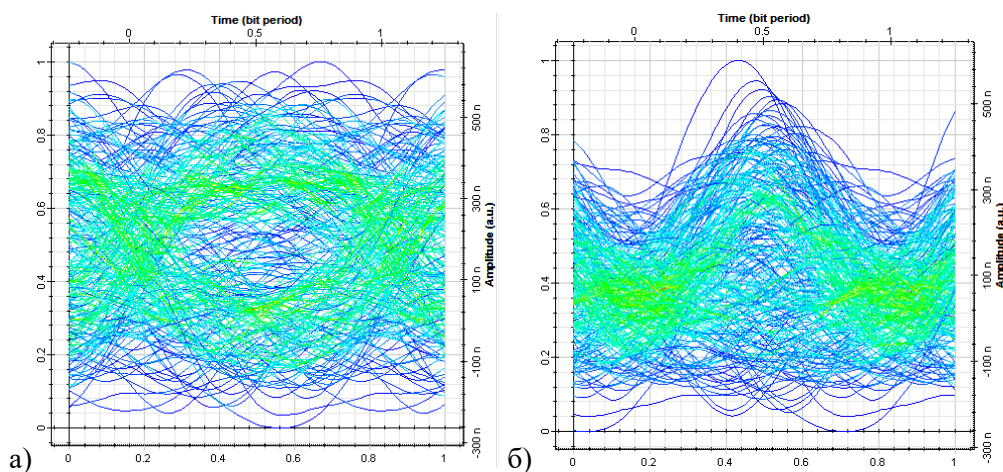 Time (bit period)
0 0.5 1
1
0.8
0.6
0.4
0.2
0
500 n
300 n
100 n
-100 n
-300 n
Amplitude (a.u.)
0 0.2 0.4 0.6 0.8 1
а)
Time (bit period)
0 0.5 1
1
0.8
0.6
0.4
0.2
0
500 n
300 n
100 n
-100 n
-300 n
Amplitude (a.u.)
0 0.2 0.4 0.6 0.8 1
б)